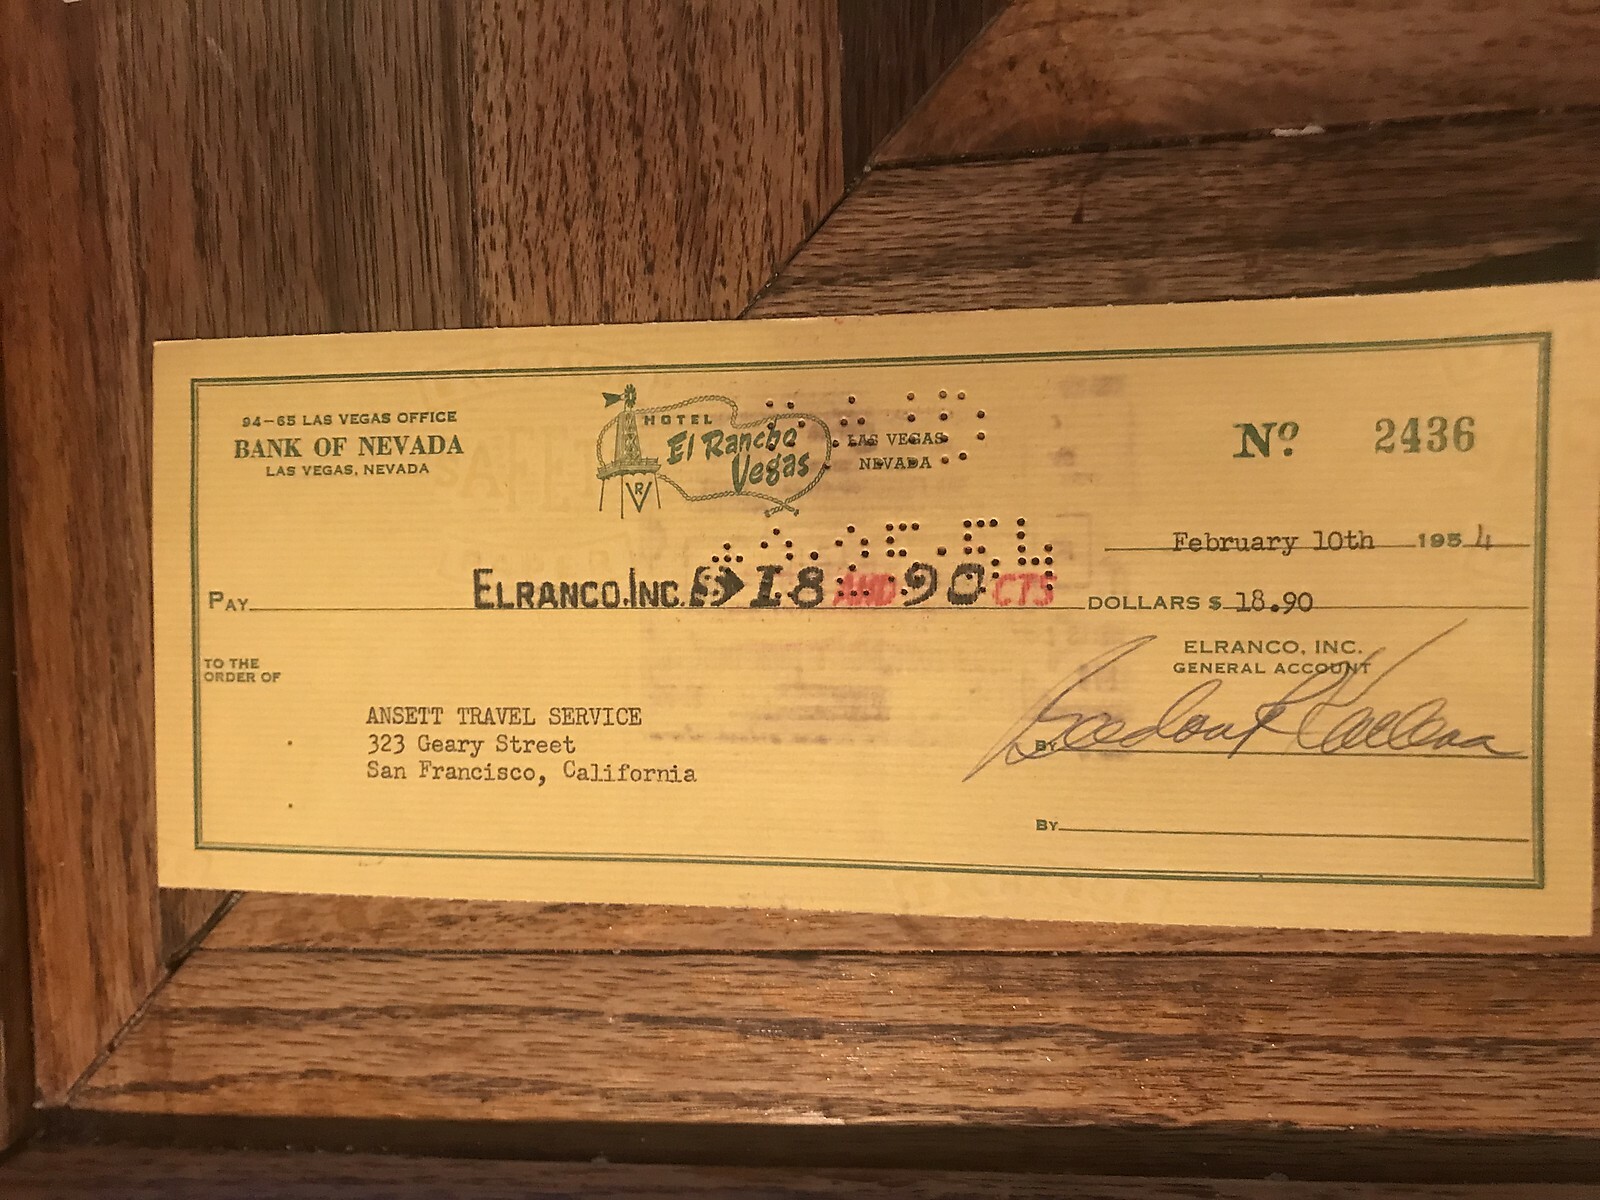 94-65 LAS VEGAS OFFICE
BANK OF NEVADA
LAS VEGAS, NEVADA
HOTEL
El Rancho
Vegas
VR
LAS VEGAS
NEVADA
Nº 2436
February 10th 1954
PAY ELRANCO.INC. 18 AND 90 CTS DOLLARS $ 18.90
TO THE
ORDER OF
ELRANCO, INC.
GENERAL ACCOUNT
ANSETT TRAVEL SERVICE
323 Geary Street
San Francisco, California
BY
BY